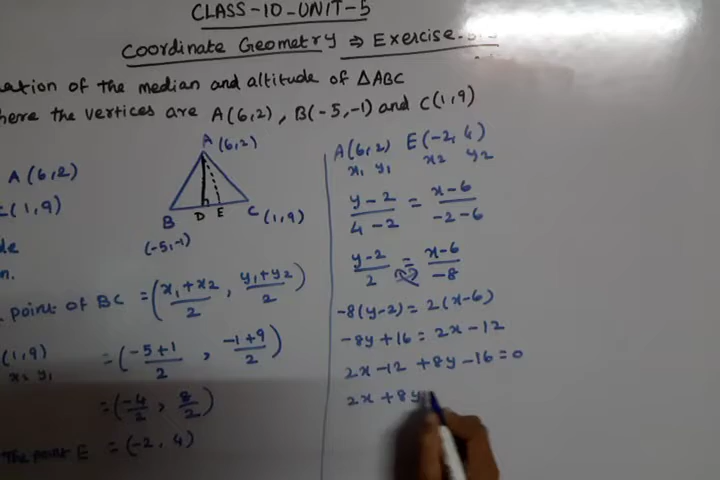 CLASS-10-UNIT-5
Coordinate Geometry ⇒ Exercise
of the median and altitude of △ABC
the vertices are A(6,2), B(-5,-1) and C(1,9)
A(6,2)
(1,9)
A (6,2)
B
D
E
C (1,9)
(-5,-1)
point of BC = (x₁+x₂/2, y₁+y₂/2)
(1,9) = (-5+1/2, -1+9/2)
x₁ y₁
= (-4/2, 8/2)
The point E = (-2, 4)
A(6,2) E(-2,4)
x₁ y₁ x₂ y₂
y-2/4-2 = x-6/-2-6
y-2/2 = x-6/-8
-8(y-2) = 2(x-6)
-8y+16 = 2x-12
2x-12+8y-16=0
2x+8y